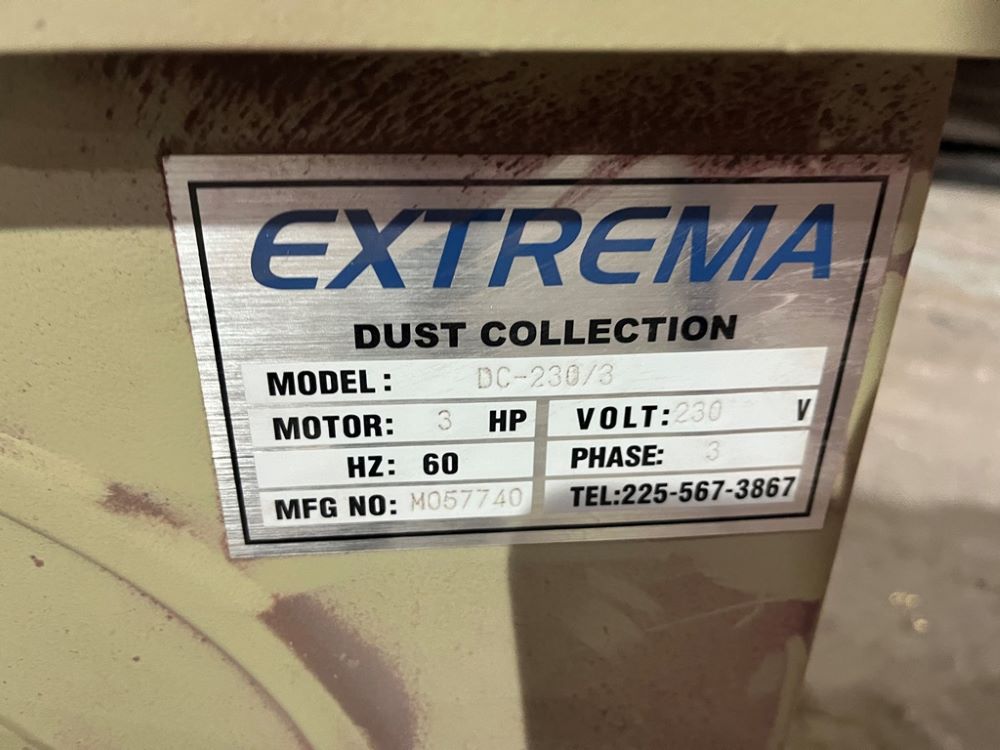 EXTREMA
DUST COLLECTION
MODEL: DC-230/3
MOTOR: 3 HP VOLT: 230 V
HZ: 60 PHASE: 3
MFG NO: M057740 TEL:225-567-3867